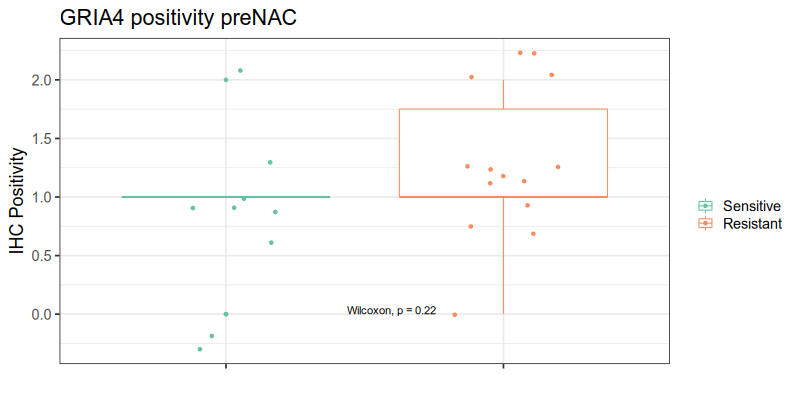 GRIA4 positivity preNAC
IHC Positivity
2.0
1.5
1.0
0.5
0.0
Wilcoxon, p = 0.22
Sensitive
Resistant